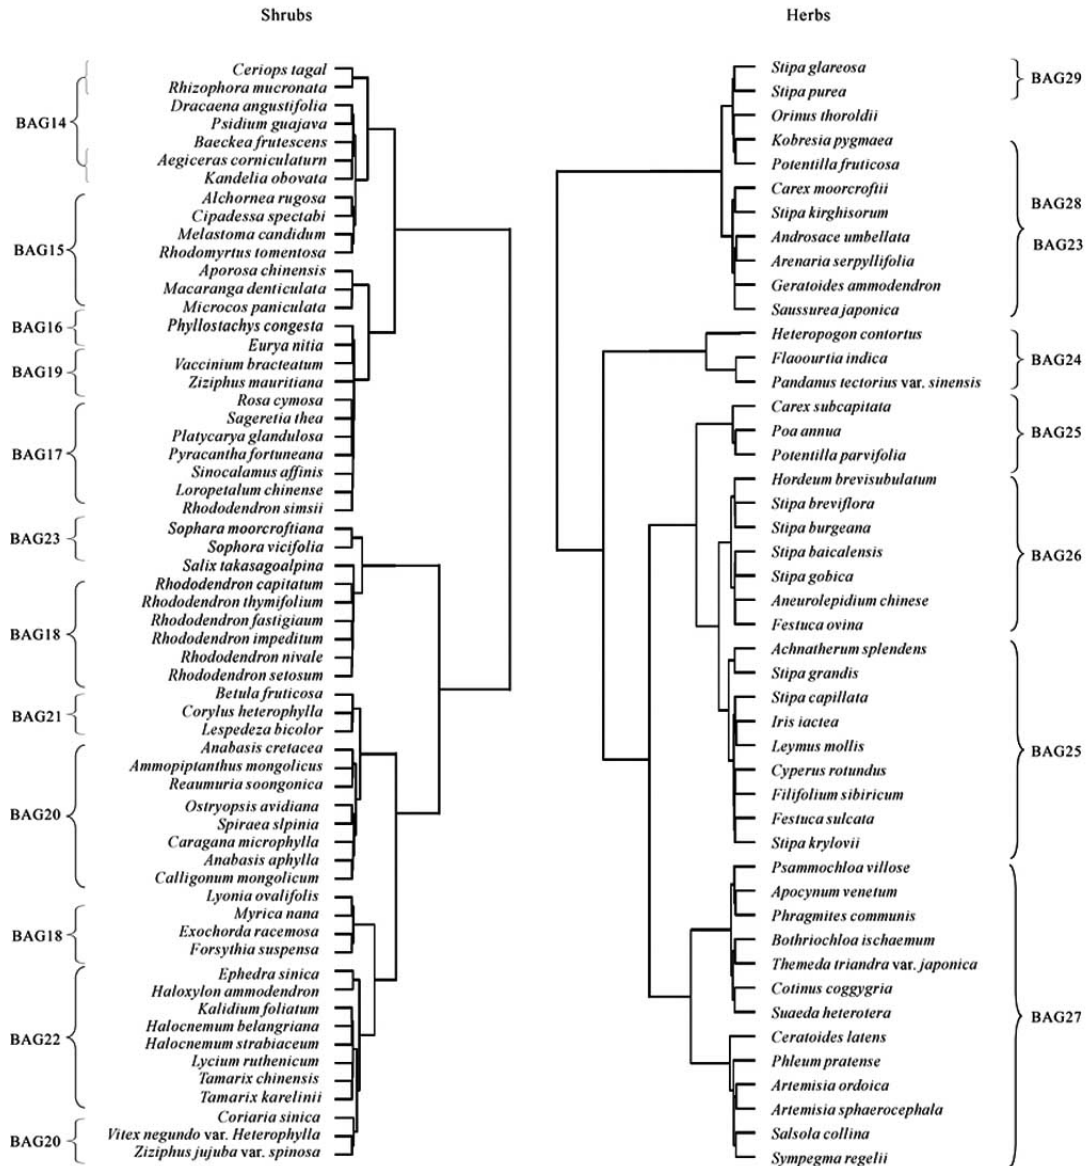 Shrubs
Ceriops tagal
Rhizophora mucronata
Dracaena angustifolia
Psidium guajava
BAG14
Baeckea frutescens
Aegiceras corniculaturn
Kandelia obovata
Alchornea rugosa
Cipadessa spectabi
Melastoma candidum
BAG15
Rhodomyrtus tomentosa
Aporosa chinensis
Macaranga denticulata
Microcos paniculata
BAG16
Phyllostachys congesta
Eurya nitia
Vaccinium bracteatum
BAG19
Ziziphus mauritiana
Rosa cymosa
Sageretia thea
Platycarya glandulosa
BAG17
Pyracantha fortuneana
Sinocalamus affinis
Loropetalum chinense
Rhododendron simsii
Sophara moorcroftiana
BAG23
Sophora vicifolia
Salix takasagoalpina
Rhododendron capitatum
Rhododendron thymifolium
Rhododendron fastigiaum
BAG18
Rhododendron impeditum
Rhododendron nivale
Rhododendron setosum
Betula fruticosa
BAG21
Corylus heterophylla
Lespedeza bicolor
Anabasis cretacea
Ammopiptanthus mongolicus
Reaumuria soongonica
Ostryopsis avidiana
BAG20
Spiraea slpinia
Caragana microphylla
Anabasis aphylla
Calligonum mongolicum
Lyonia ovalifolis
Myrica nana
BAG18
Exochorda racemosa
Forsythia suspensa
Ephedra sinica
Haloxylon ammodendron
Kalidium foliatum
Halocnemum belangriana
BAG22
Halocnemum strabiaceum
Lycium ruthenicum
Tamarix chinensis
Tamarix karelinii
Coriaria sinica
BAG20
Vitex negundo var. Heterophylla
Ziziphus jujuba var. spinosa
Herbs
Stipa glareosa
BAG29
Stipa purea
Orinus thoroldii
Kobresia pygmaea
Potentilla fruticosa
Carex moorcroftii
BAG28
Stipa kirghisorum
Androsace umbellata
BAG23
Arenaria serpyllifolia
Geratoides ammodendron
Saussurea japonica
Heteropogon contortus
Flaoourtia indica
BAG24
Pandanus tectorius var. sinensis
Carex subcapitata
Poa annua
BAG25
Potentilla parvifolia
Hordeum brevisubulatum
Stipa breviflora
Stipa burgeana
Stipa baicalensis
BAG26
Stipa gobica
Aneurolepidium chinese
Festuca ovina
Achnatherum splendens
Stipa grandis
Stipa capillata
Iris iactea
Leymus mollis
BAG25
Cyperus rotundus
Filifolium sibiricum
Festuca sulcata
Stipa krylovii
Psammochloa villose
Apocynum venetum
Phragmites communis
Bothriochloa ischaemum
Themeda triandra var. japonica
Cotinus coggygria
Suaeda heterotera
BAG27
Ceratoides latens
Phleum pratense
Artemisia ordoica
Artemisia sphaerocephala
Salsola collina
Sympegma regelii